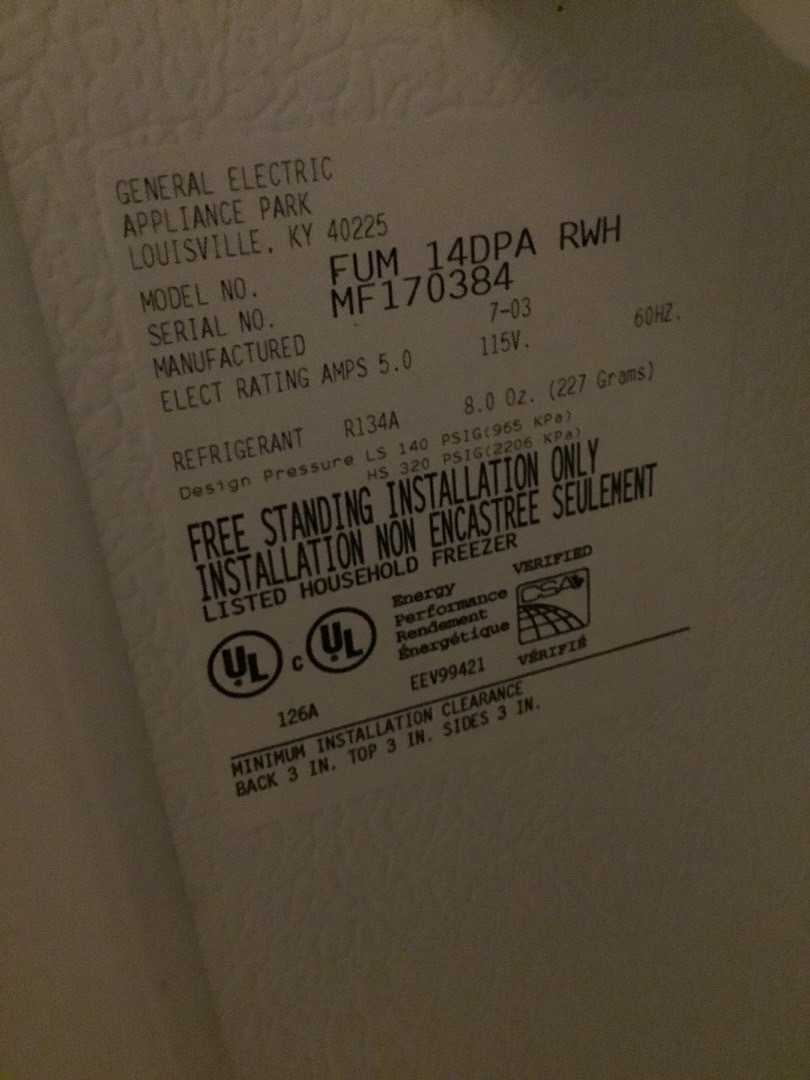 GENERAL ELECTRIC
APPLIANCE PARK
LOUISVILLE, KY 40225
MODEL NO. FUM 14DPA RWH
SERIAL NO. MF170384
MANUFACTURED 7-03
ELECT RATING AMPS 5.0 115V. 60HZ.
REFRIGERANT R134A 8.0 Oz. (227 Grams)
Design Pressure LS 140 PSIG(965 KPa)
HS 320 PSIG(2206 KPa)
FREE STANDING INSTALLATION ONLY
INSTALLATION NON ENCASTREE SEULEMENT
LISTED HOUSEHOLD FREEZER
UL c UL
Energy
Performance
Rendement
Énergétique
VERIFIED
CSA
VÉRIFIÉ
126A EEV99421
MINIMUM INSTALLATION CLEARANCE
BACK 3 IN. TOP 3 IN. SIDES 3 IN.